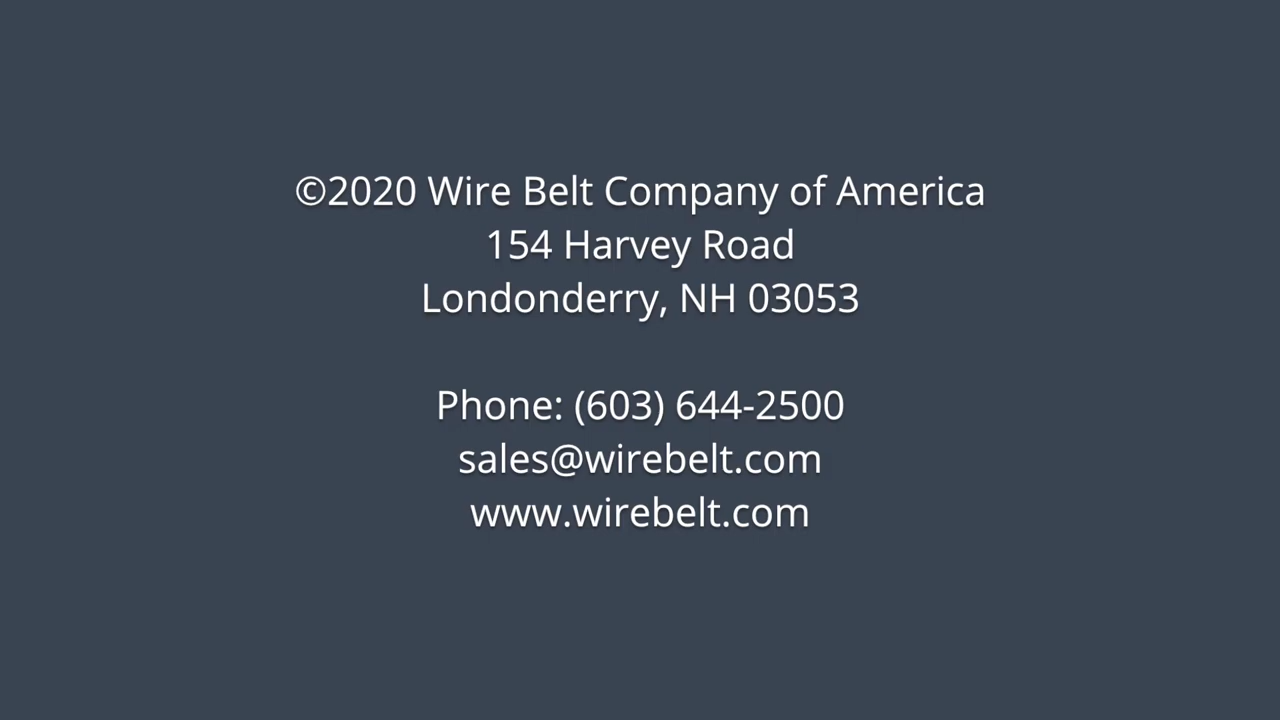 ©2020 Wire Belt Company of America
154 Harvey Road
Londonderry, NH 03053
Phone: (603) 644-2500
sales@wirebelt.com
www.wirebelt.com